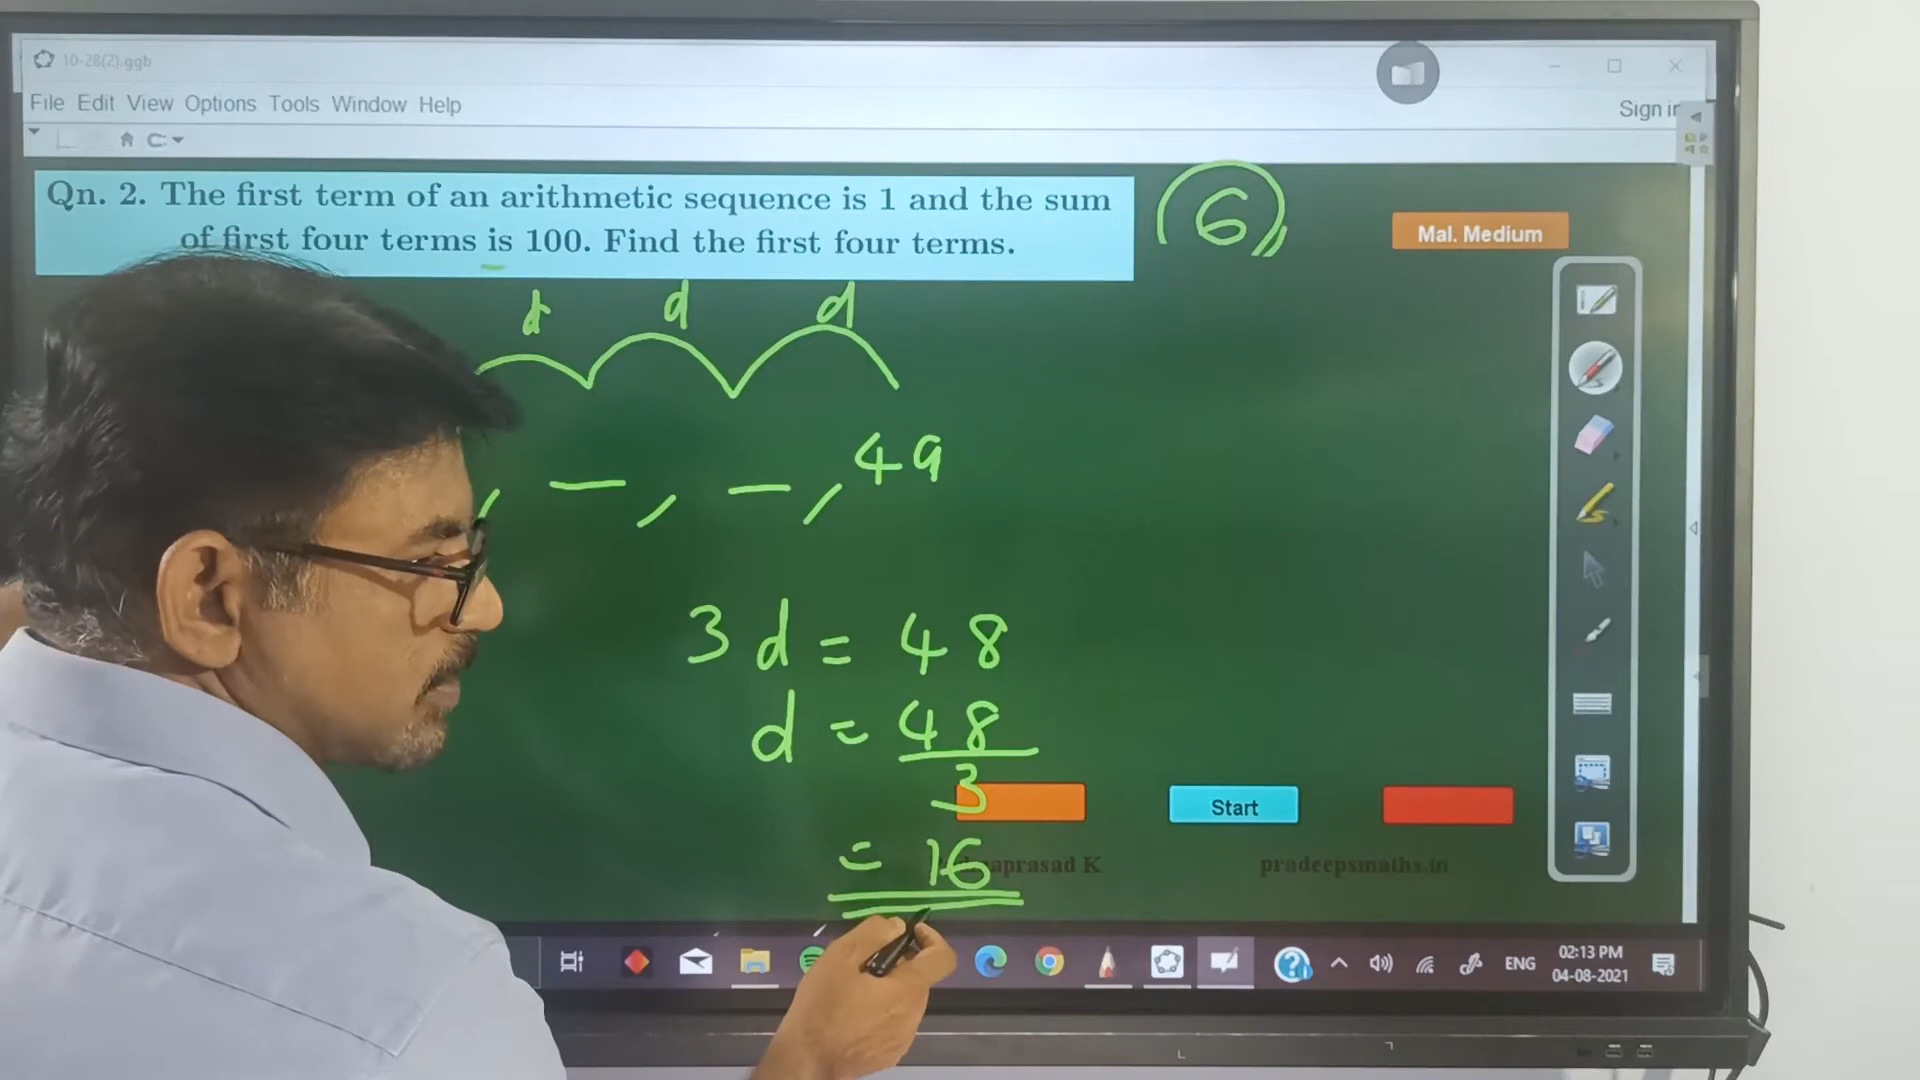 10-28(2).ggb
File Edit View Options Tools Window Help
Sign in
Qn. 2. The first term of an arithmetic sequence is 1 and the sum
of first four terms is 100. Find the first four terms.
6
Mal. Medium
d d d
, — , — , 49
3d = 48
d = 48
3
= 16
Start
aprasad K
pradeepsmaths.in
ENG
02:13 PM
04-08-2021